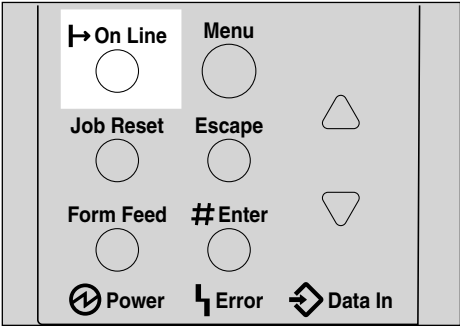 On Line Menu
Job Reset Escape
Form Feed # Enter
Power Error Data In